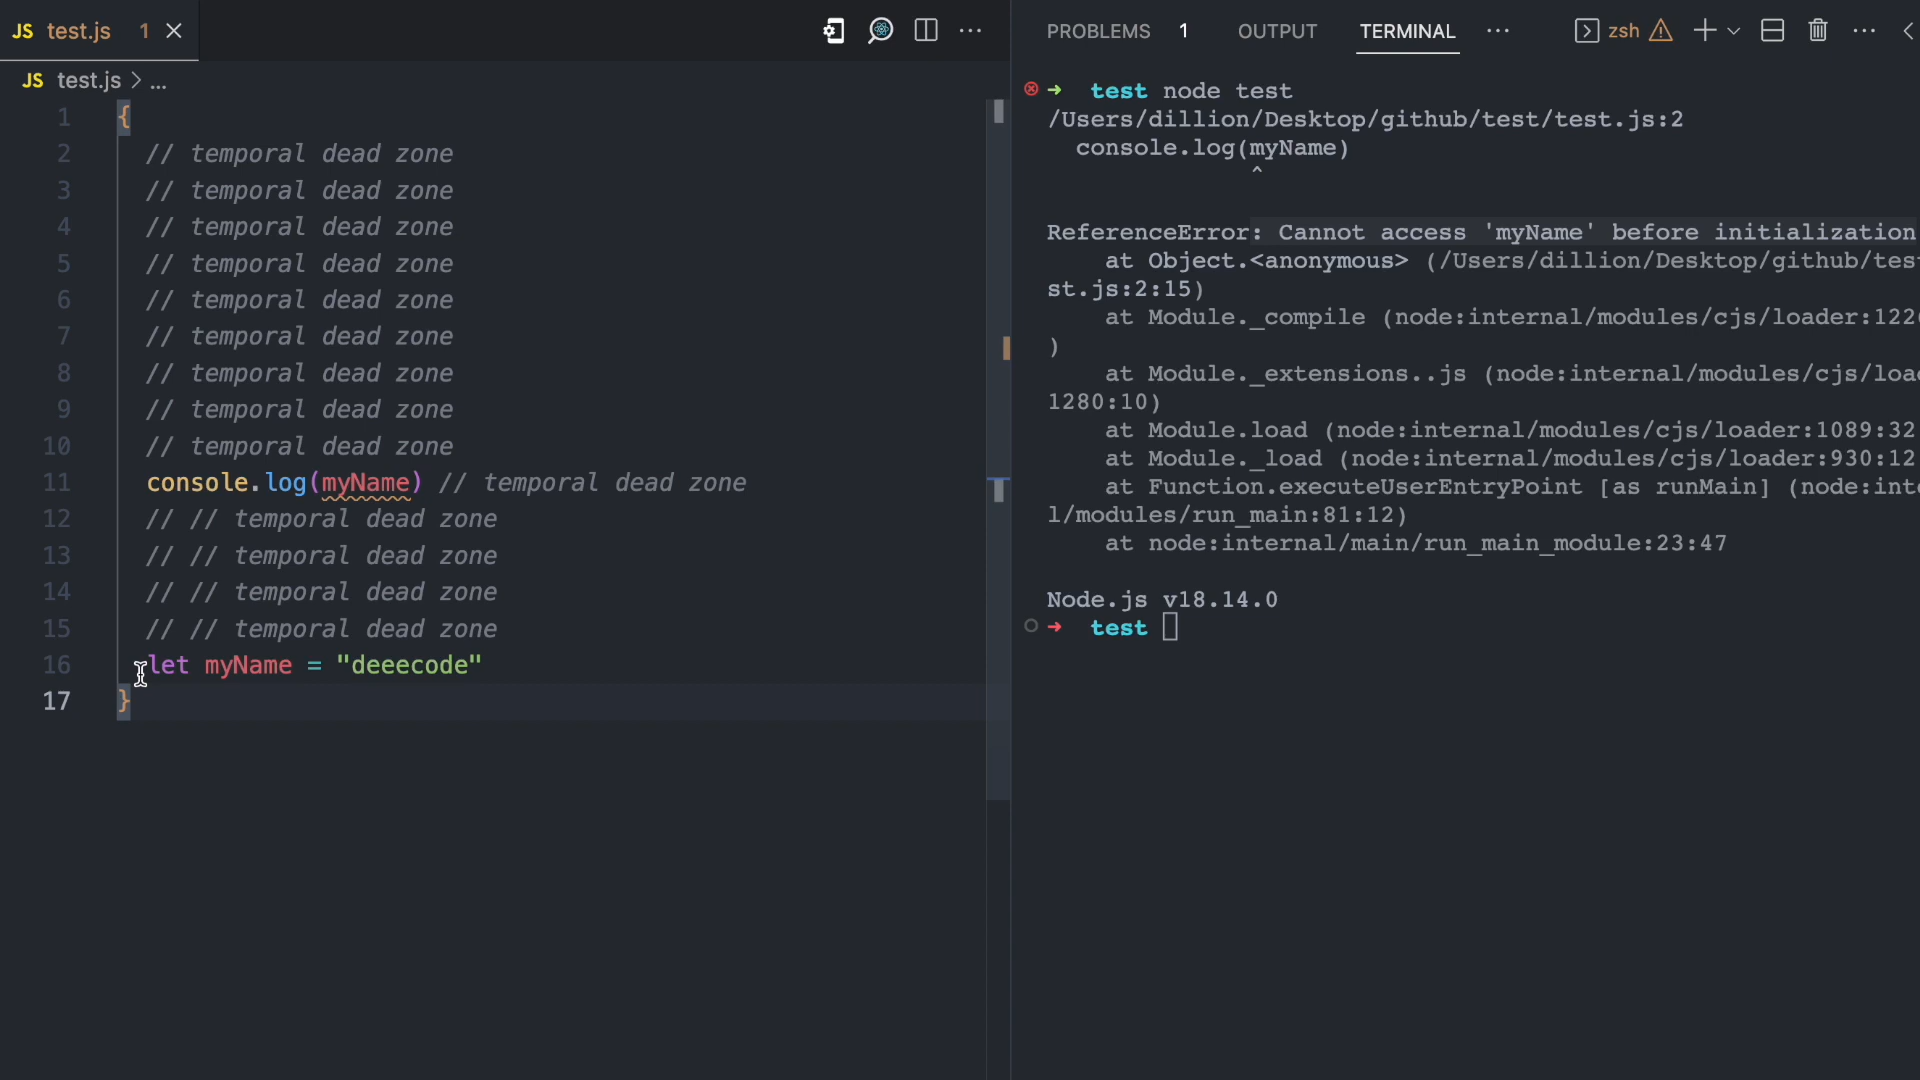 JS test.js 1
JS test.js > ...
1 {
2 // temporal dead zone
3 // temporal dead zone
4 // temporal dead zone
5 // temporal dead zone
6 // temporal dead zone
7 // temporal dead zone
8 // temporal dead zone
9 // temporal dead zone
10 // temporal dead zone
11 console.log(myName) // temporal dead zone
12 // // temporal dead zone
13 // // temporal dead zone
14 // // temporal dead zone
15 // // temporal dead zone
16 let myName = "deeecode"
17 }
PROBLEMS 1 OUTPUT TERMINAL ... zsh
test node test
/Users/dillion/Desktop/github/test/test.js:2
console.log(myName)
^
ReferenceError: Cannot access 'myName' before initialization
at Object.<anonymous> (/Users/dillion/Desktop/github/tes
st.js:2:15)
at Module._compile (node:internal/modules/cjs/loader:122
)
at Module._extensions..js (node:internal/modules/cjs/loa
1280:10)
at Module.load (node:internal/modules/cjs/loader:1089:32
at Module._load (node:internal/modules/cjs/loader:930:12
at Function.executeUserEntryPoint [as runMain] (node:int
l/modules/run_main:81:12)
at node:internal/main/run_main_module:23:47
Node.js v18.14.0
test